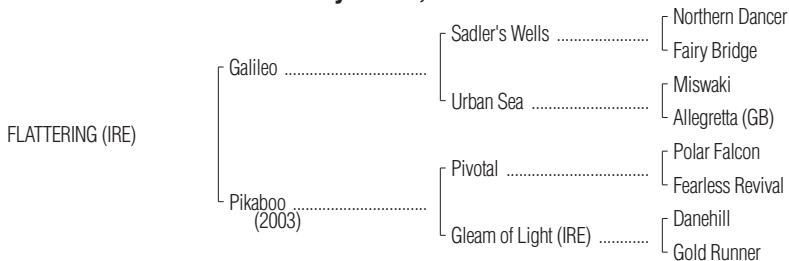 Northern Dancer
Sadler's Wells ......................
Fairy Bridge
Galileo ..................................
Miswaki
Urban Sea ............................
Allegretta (GB)
FLATTERING (IRE)
Polar Falcon
Pivotal ..................................
Fearless Revival
Pikaboo ................................
(2003)
Danehill
Gleam of Light (IRE) ............
Gold Runner